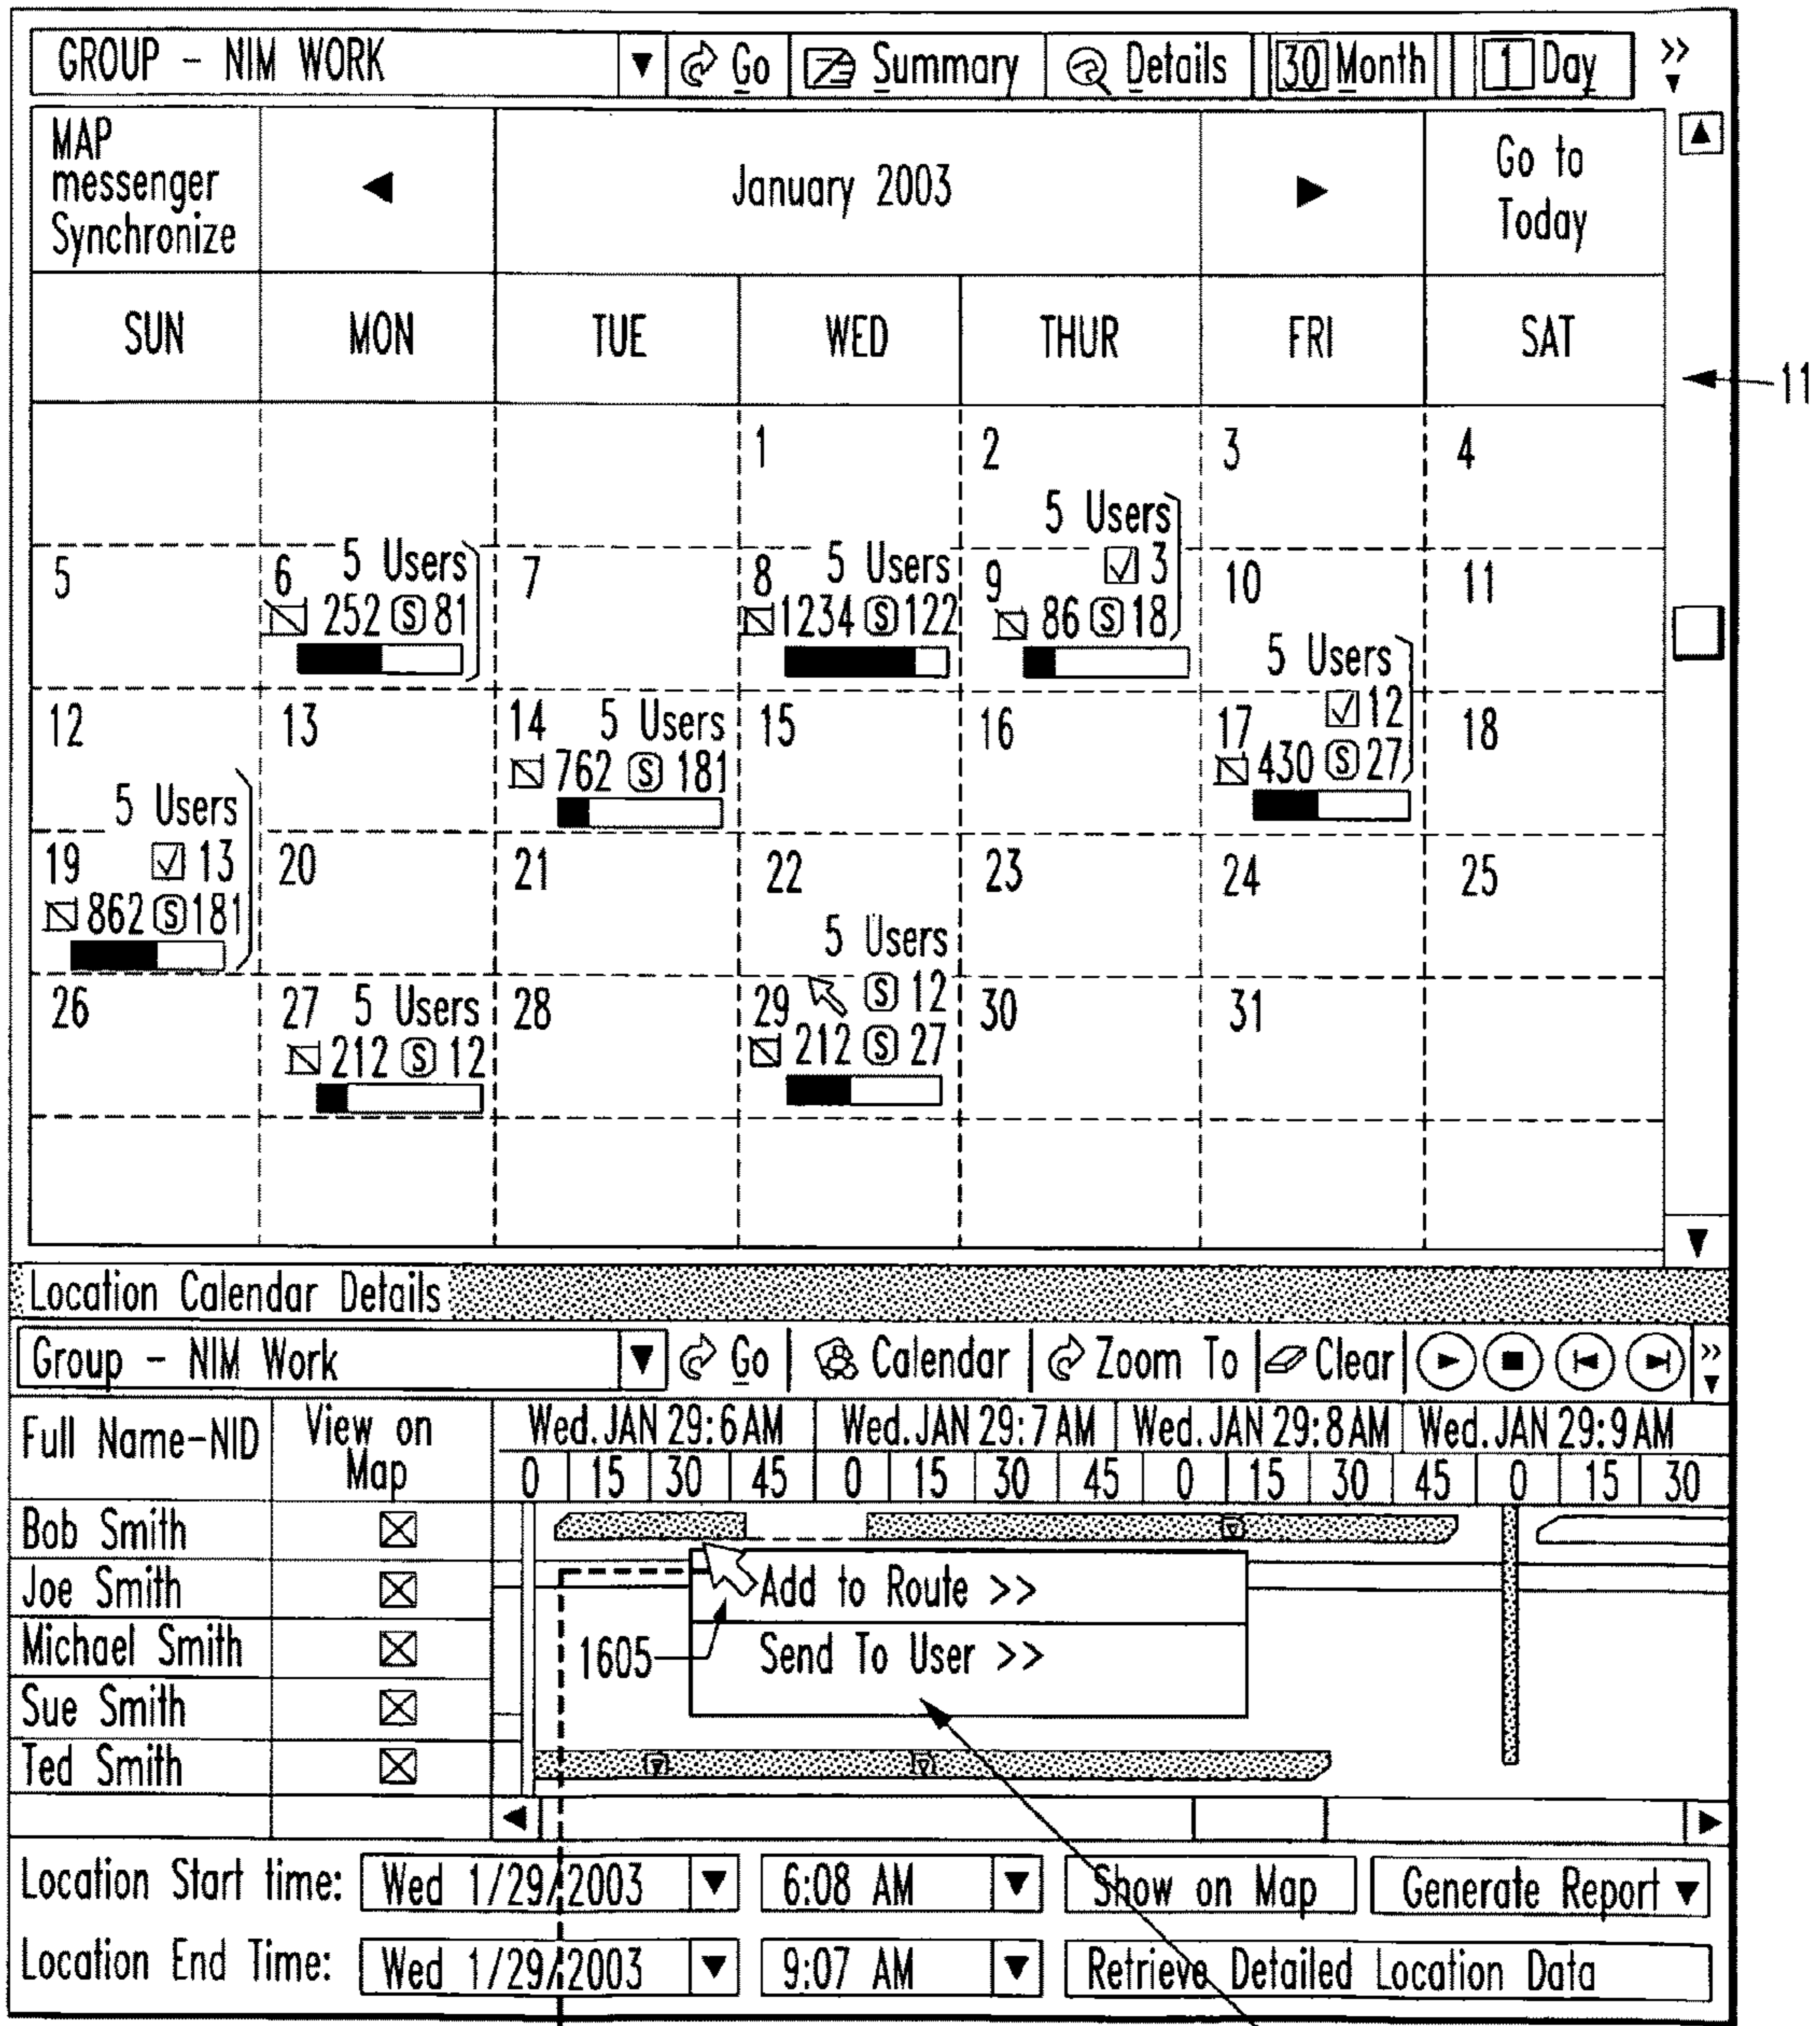 GROUP - NIM WORK ▼ Go Summary Details 30 Month 1 Day >>
MAP messenger Synchronize ◄ January 2003 ► Go to Today
SUN MON TUE WED THUR FRI SAT
11
1 2 3 4
5 Users
5 6 5 Users 7 8 5 Users 9 ☑ 3 10 11
252 Ⓢ 81 1234 Ⓢ 122 86 Ⓢ 18
5 Users
12 13 14 5 Users 15 16 17 ☑ 12 18
762 Ⓢ 181 430 Ⓢ 27
5 Users
19 ☑ 13 20 21 22 23 24 25
862 Ⓢ 181
5 Users
26 27 5 Users 28 29 Ⓢ 12 30 31
212 Ⓢ 12 212 Ⓢ 27
Location Calendar Details
Group - NIM Work ▼ Go Calendar Zoom To Clear >>
Full Name-NID View on Map Wed. JAN 29:6 AM Wed. JAN 29:7 AM Wed. JAN 29:8 AM Wed. JAN 29:9 AM
0 15 30 45 0 15 30 45 0 15 30 45 0 15 30
Bob Smith
Joe Smith
Add to Route >>
Michael Smith
1605
Send To User >>
Sue Smith
Ted Smith
Location Start time: Wed 1/29/2003 6:08 AM Show on Map Generate Report
Location End Time: Wed 1/29/2003 9:07 AM Retrieve Detailed Location Data